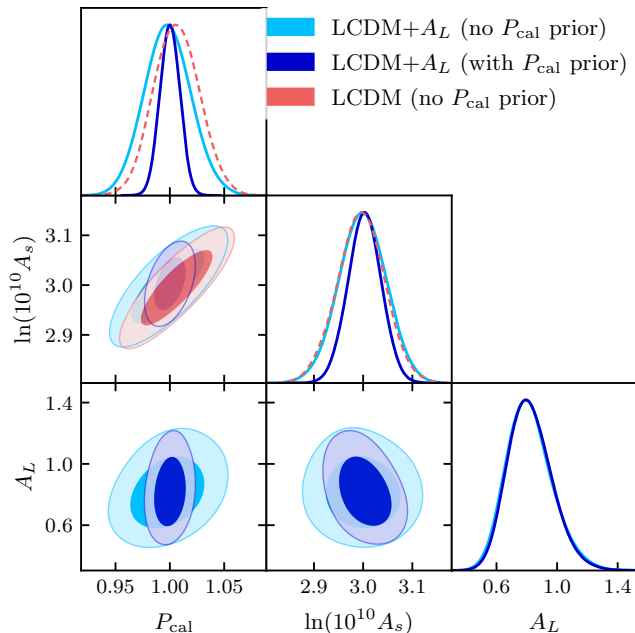 LCDM+A_L (no P_cal prior)
LCDM+A_L (with P_cal prior)
LCDM (no P_cal prior)
3.1
3.0
2.9
ln(10^10 A_s)
1.4
1.0
0.6
A_L
0.95 1.00 1.05 2.9 3.0 3.1 0.6 1.0 1.4
P_cal ln(10^10 A_s) A_L